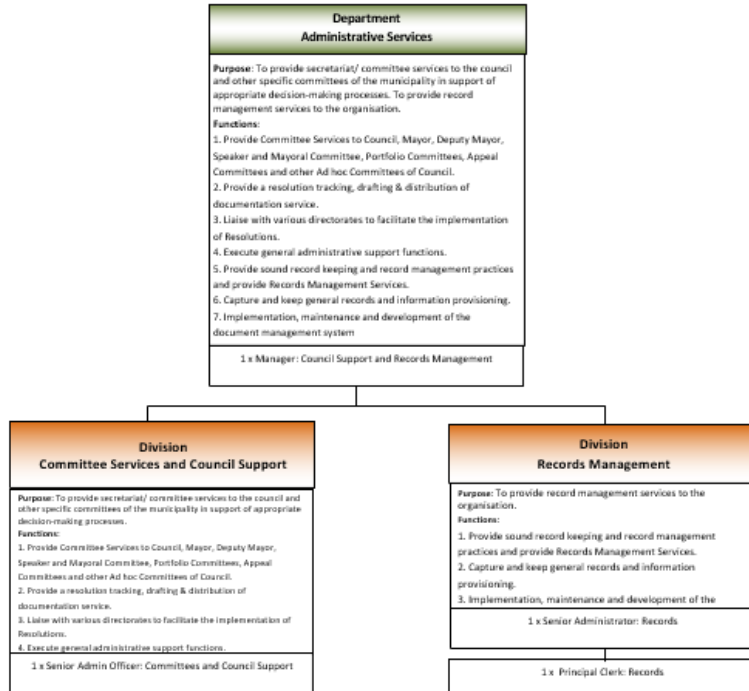 Department
Administrative Services
Purpose: To provide secretariat/ committee services to the council
and other specific committees of the municipality in support of
appropriate decision-making processes. To provide record
management services to the organisation.
Functions:
1. Provide Committee Services to Council, Mayor, Deputy Mayor,
Speaker and Mayoral Committee, Portfolio Committees, Appeal
Committees and other Ad hoc Committees of Council.
2. Provide a resolution tracking, drafting & distribution of
documentation service.
3. Liaise with various directorates to facilitate the implementation
of Resolutions.
4. Execute general administrative support functions.
5. Provide sound record keeping and record management practices
and provide Records Management Services.
6. Capture and keep general records and information provisioning.
7. Implementation, maintenance and development of the
document management system
1 x Manager: Council Support and Records Management
Division
Committee Services and Council Support
Purpose: To provide secretariat/ committee services to the council and
other specific committees of the municipality in support of appropriate
decision-making processes.
Functions:
1. Provide Committee Services to Council, Mayor, Deputy Mayor,
Speaker and Mayoral Committee, Portfolio Committees, Appeal
Committees and other Ad hoc Committees of Council.
2. Provide a resolution tracking, drafting & distribution of
documentation service.
3. Liaise with various directorates to facilitate the implementation of
Resolutions.
4. Execute general administrative support functions.
1 x Senior Admin Officer: Committees and Council Support
Division
Records Management
Purpose: To provide record management services to the
organisation.
Functions:
1. Provide sound record keeping and record management
practices and provide Records Management Services.
2. Capture and keep general records and information
provisioning.
3. Implementation, maintenance and development of the
1 x Senior Administrator: Records
1 x Principal Clerk: Records